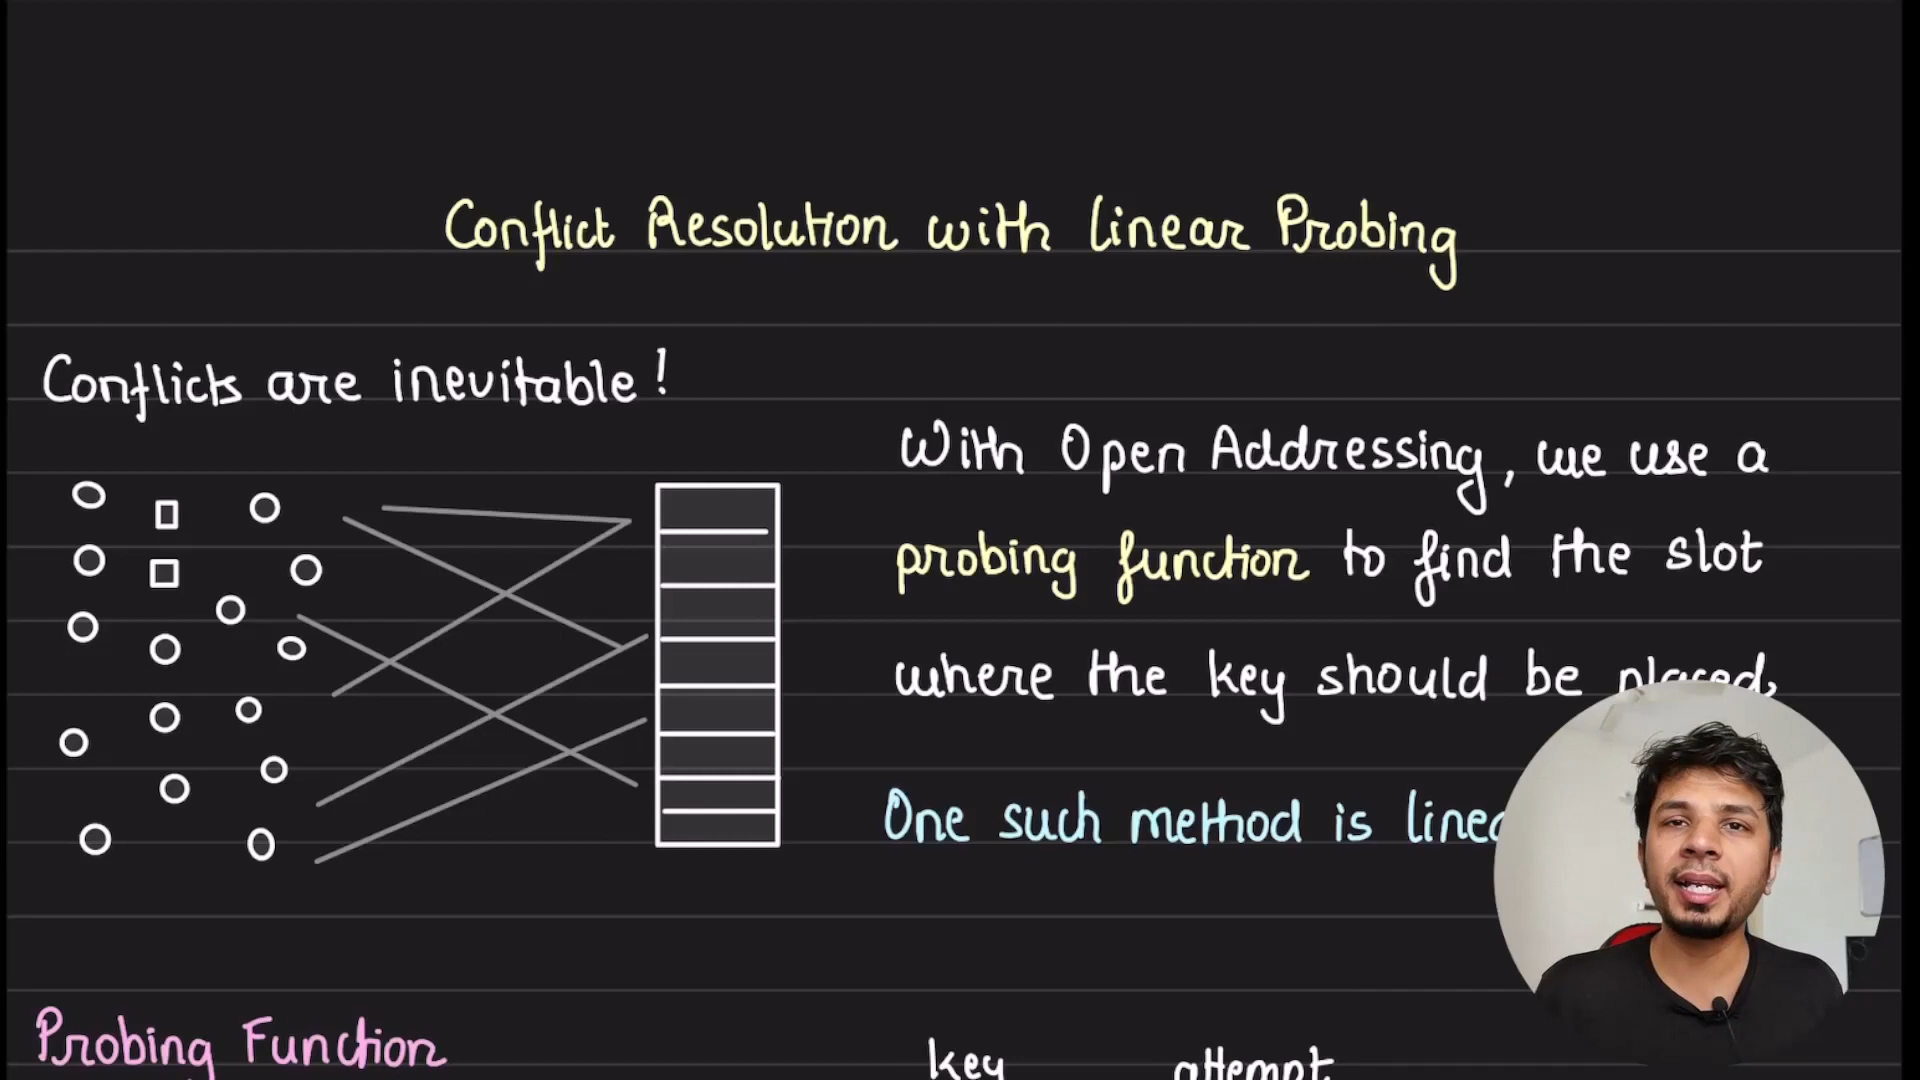 Conflict Resolution with Linear Probing
Conflicts are inevitable!
With Open Addressing, we use a
probing function to find the slot
where the key should be placed,
One such method is
Probing Function
key attempt